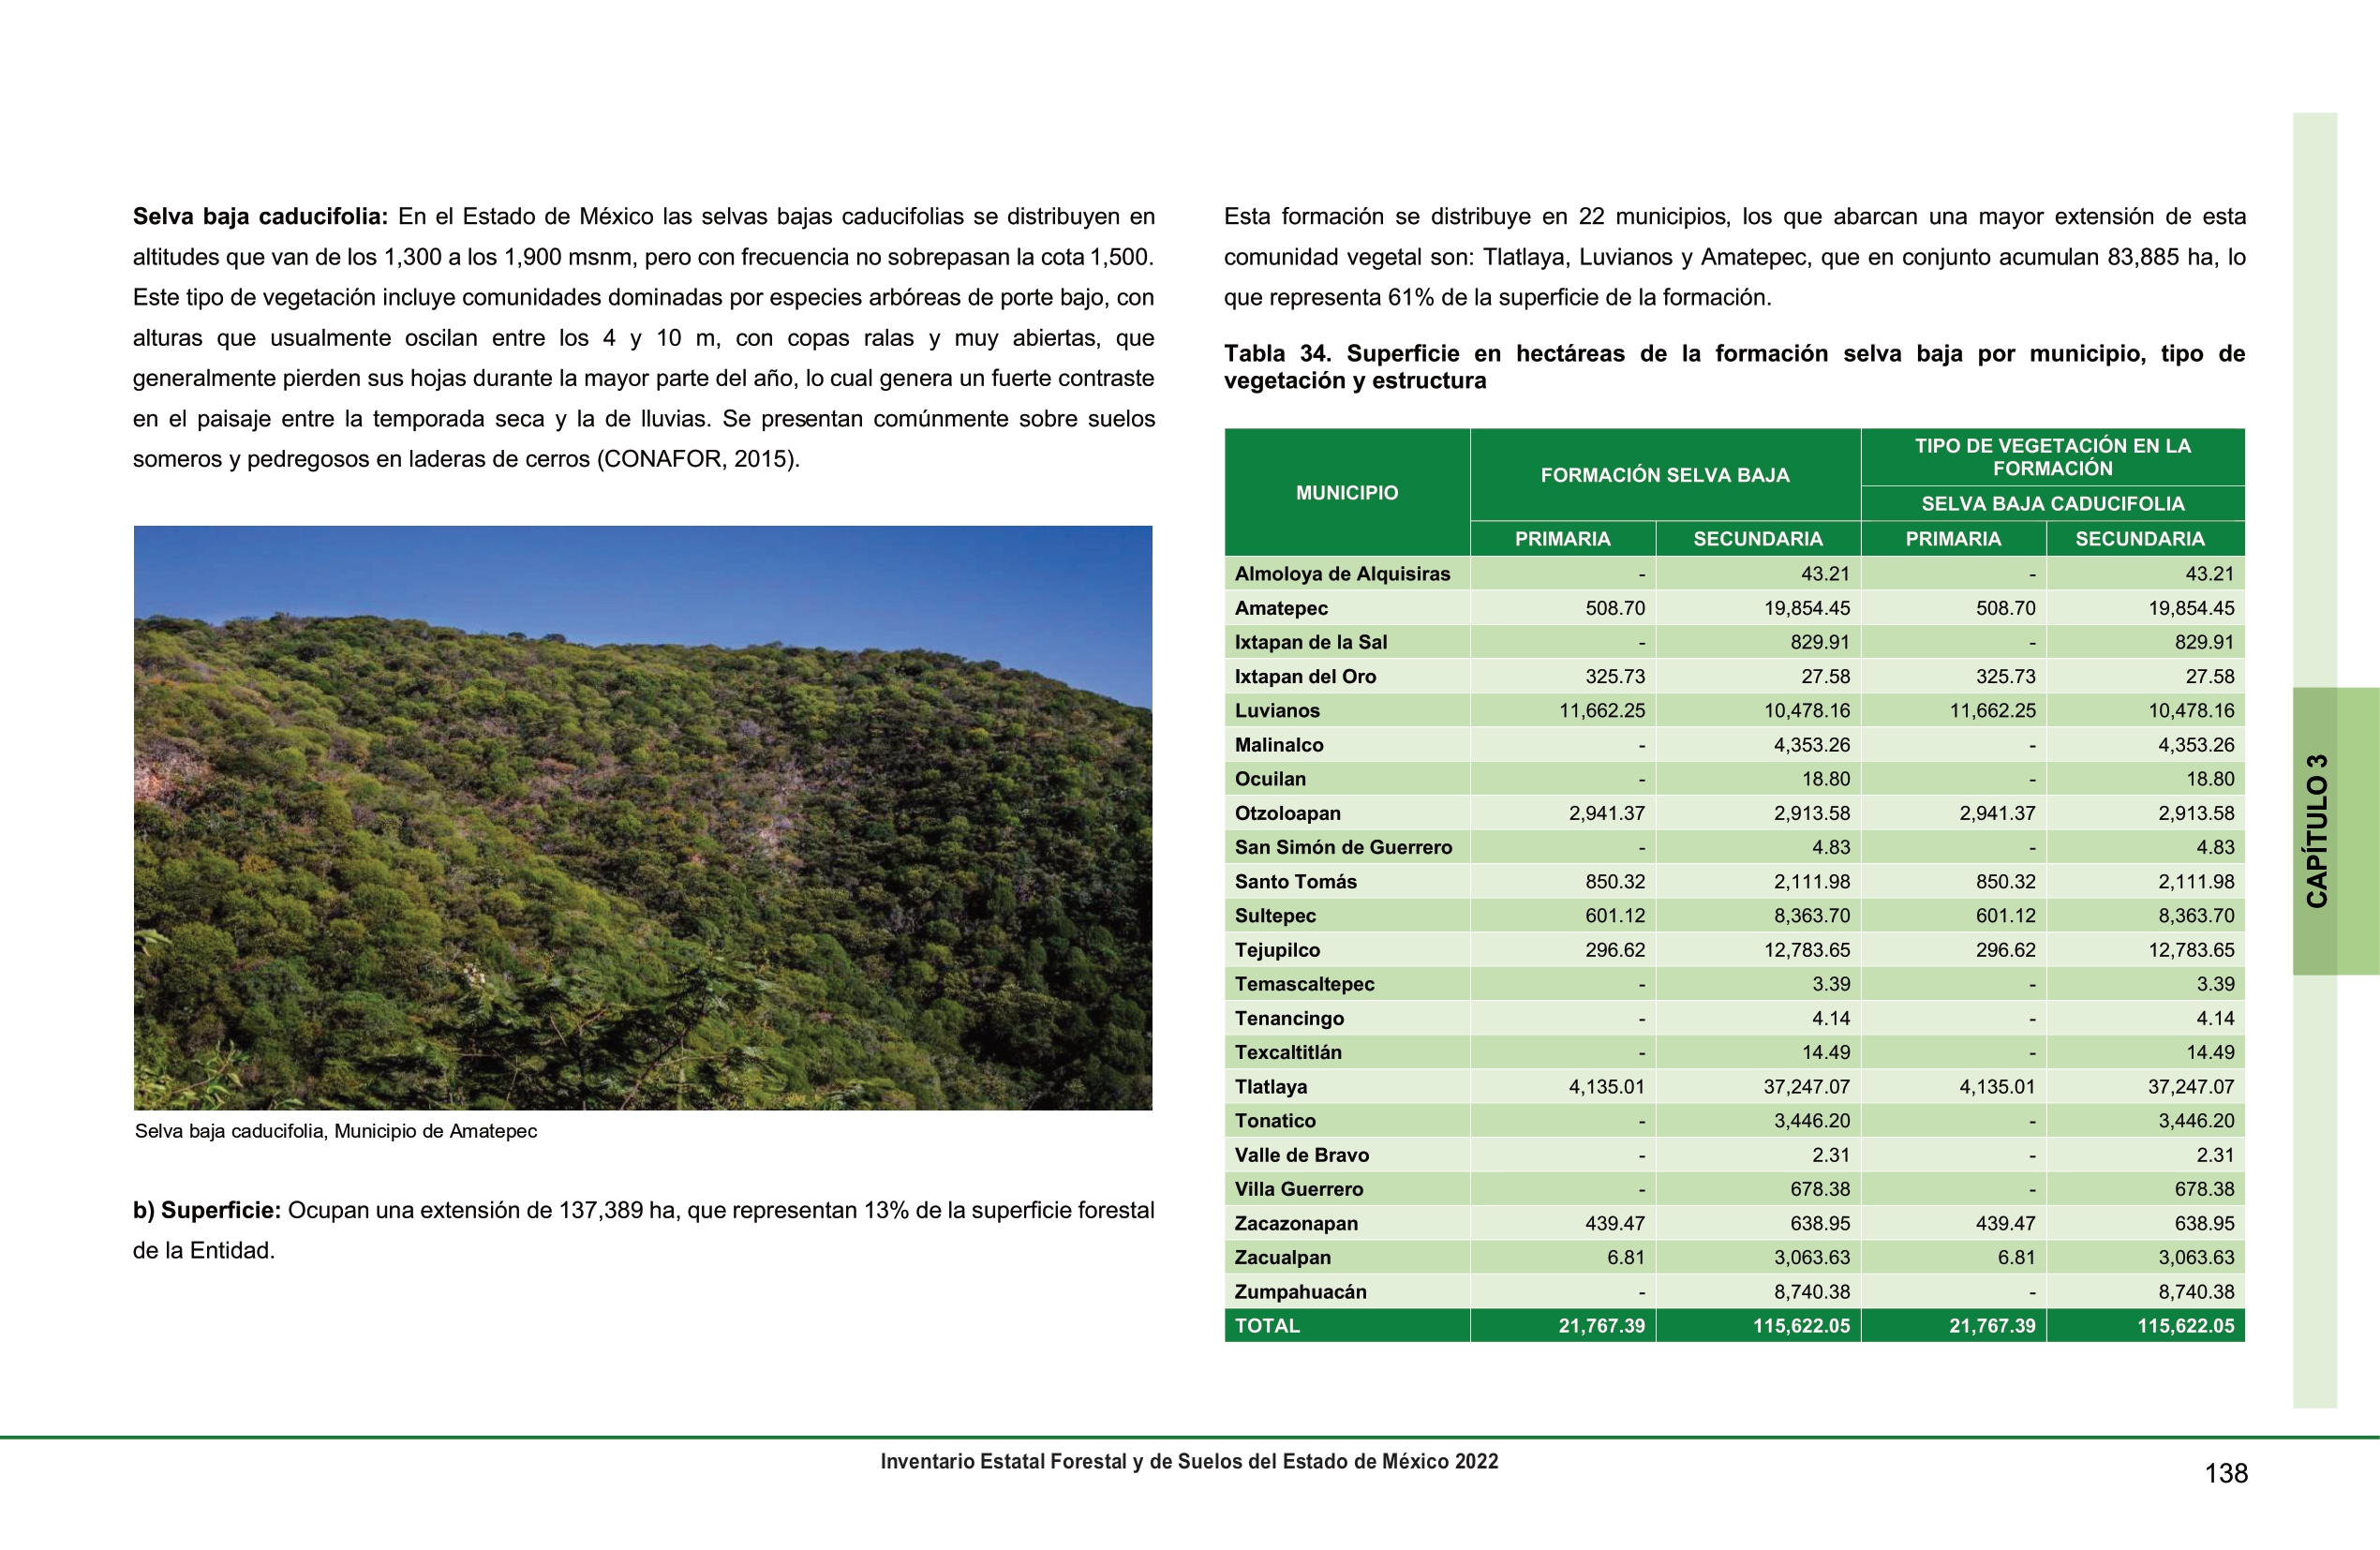 Selva baja caducifolia: En el Estado de México las selvas bajas caducifolias se distribuyen en
altitudes que van de los 1,300 a los 1,900 msnm, pero con frecuencia no sobrepasan la cota 1,500.
Este tipo de vegetación incluye comunidades dominadas por especies arbóreas de porte bajo, con
alturas que usualmente oscilan entre los 4 y 10 m, con copas ralas y muy abiertas, que
generalmente pierden sus hojas durante la mayor parte del año, lo cual genera un fuerte contraste
en el paisaje entre la temporada seca y la de lluvias. Se presentan comúnmente sobre suelos
someros y pedregosos en laderas de cerros (CONAFOR, 2015).
Selva baja caducifolia, Municipio de Amatepec
b) Superficie: Ocupan una extensión de 137,389 ha, que representan 13% de la superficie forestal
de la Entidad.
Esta formación se distribuye en 22 municipios, los que abarcan una mayor extensión de esta
comunidad vegetal son: Tlatlaya, Luvianos y Amatepec, que en conjunto acumulan 83,885 ha, lo
que representa 61% de la superficie de la formación.
Tabla 34. Superficie en hectáreas de la formación selva baja por municipio, tipo de
vegetación y estructura
MUNICIPIO
FORMACIÓN SELVA BAJA
TIPO DE VEGETACIÓN EN LA
FORMACIÓN
SELVA BAJA CADUCIFOLIA
PRIMARIA SECUNDARIA PRIMARIA SECUNDARIA
Almoloya de Alquisiras - 43.21 - 43.21
Amatepec 508.70 19,854.45 508.70 19,854.45
Ixtapan de la Sal - 829.91 - 829.91
Ixtapan del Oro 325.73 27.58 325.73 27.58
Luvianos 11,662.25 10,478.16 11,662.25 10,478.16
Malinalco - 4,353.26 - 4,353.26
Ocuilan - 18.80 - 18.80
Otzoloapan 2,941.37 2,913.58 2,941.37 2,913.58
San Simón de Guerrero - 4.83 - 4.83
Santo Tomás 850.32 2,111.98 850.32 2,111.98
Sultepec 601.12 8,363.70 601.12 8,363.70
Tejupilco 296.62 12,783.65 296.62 12,783.65
Temascaltepec - 3.39 - 3.39
Tenancingo - 4.14 - 4.14
Texcaltitlán - 14.49 - 14.49
Tlatlaya 4,135.01 37,247.07 4,135.01 37,247.07
Tonatico - 3,446.20 - 3,446.20
Valle de Bravo - 2.31 - 2.31
Villa Guerrero - 678.38 - 678.38
Zacazonapan 439.47 638.95 439.47 638.95
Zacualpan 6.81 3,063.63 6.81 3,063.63
Zumpahuacán - 8,740.38 - 8,740.38
TOTAL 21,767.39 115,622.05 21,767.39 115,622.05
CAPÍTULO 3
Inventario Estatal Forestal y de Suelos del Estado de México 2022
138